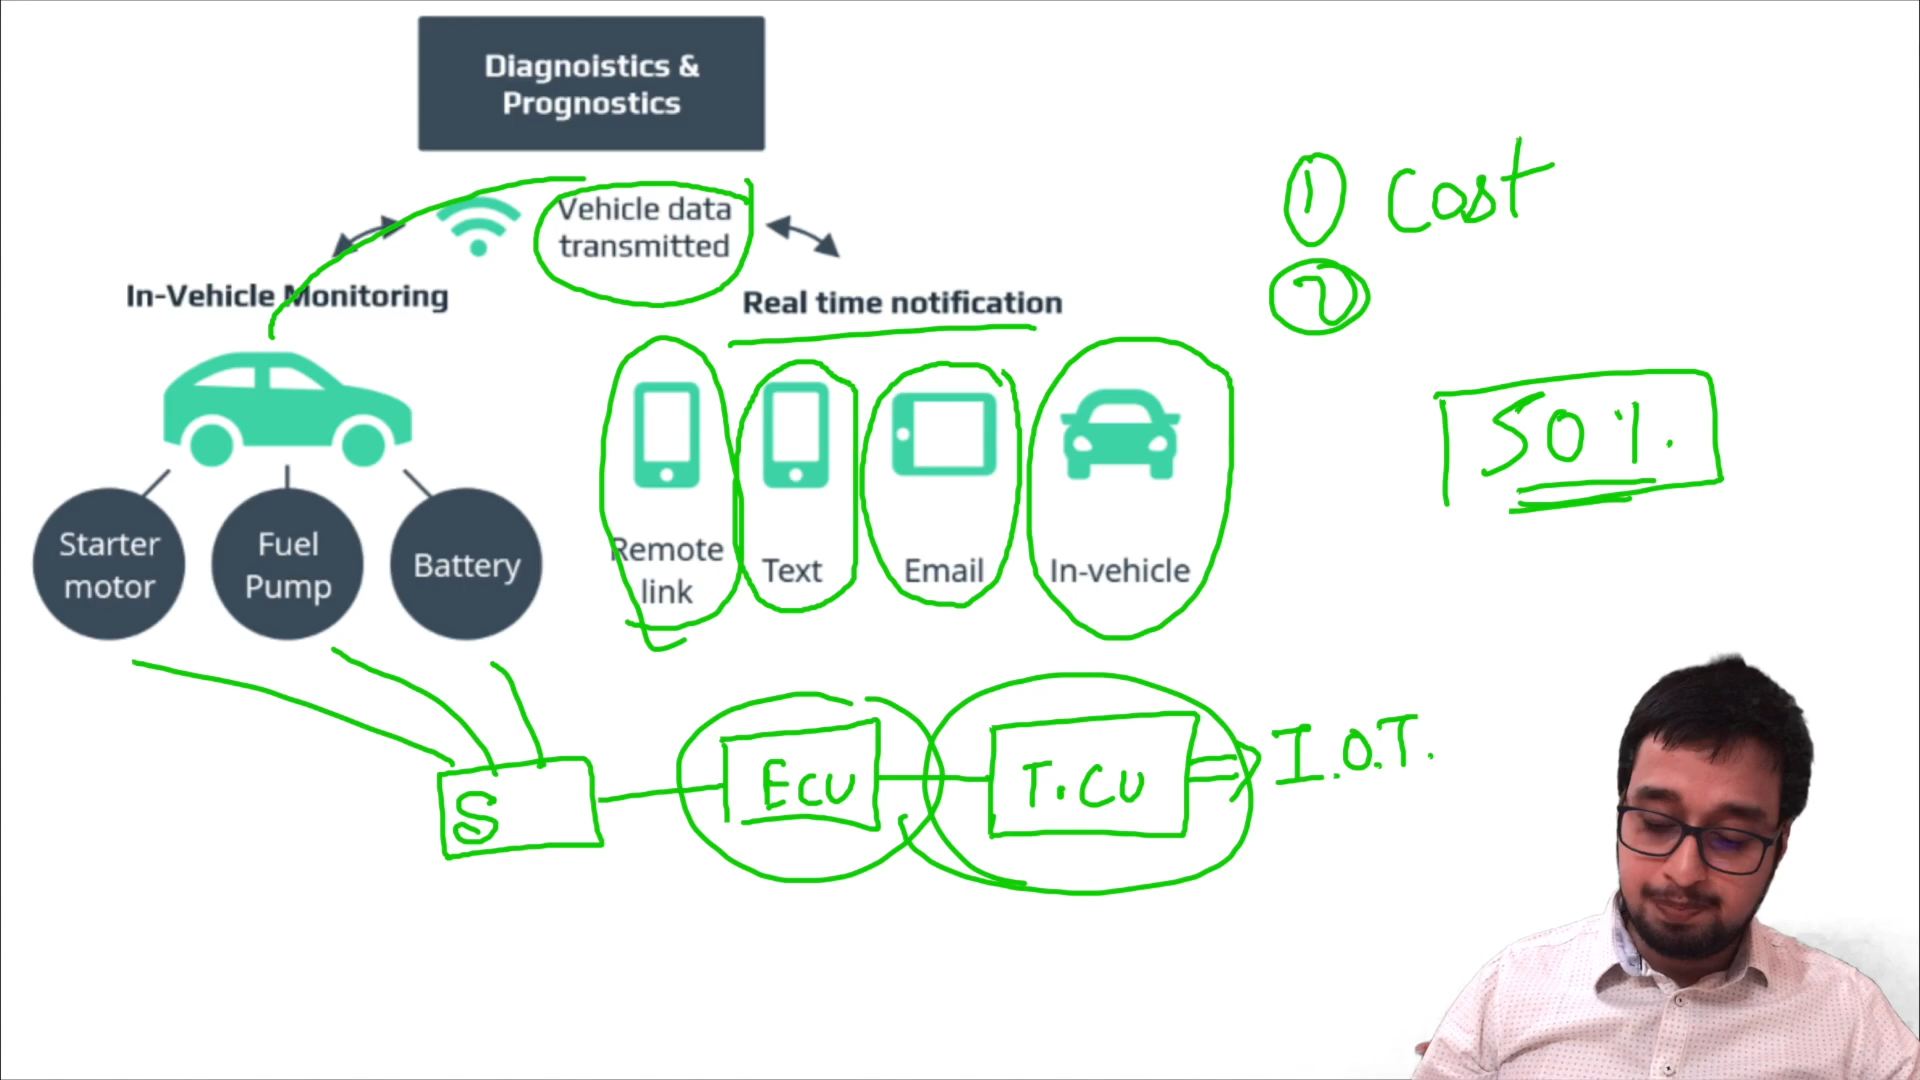 Diagnoistics &
Prognostics
Vehicle data
transmitted
In-Vehicle Monitoring
Real time notification
Starter
motor
Fuel
Pump
Battery
Remote
link
Text
Email
In-vehicle
① Cost
②
50%.
S
ECU
T.CU
I.O.T.